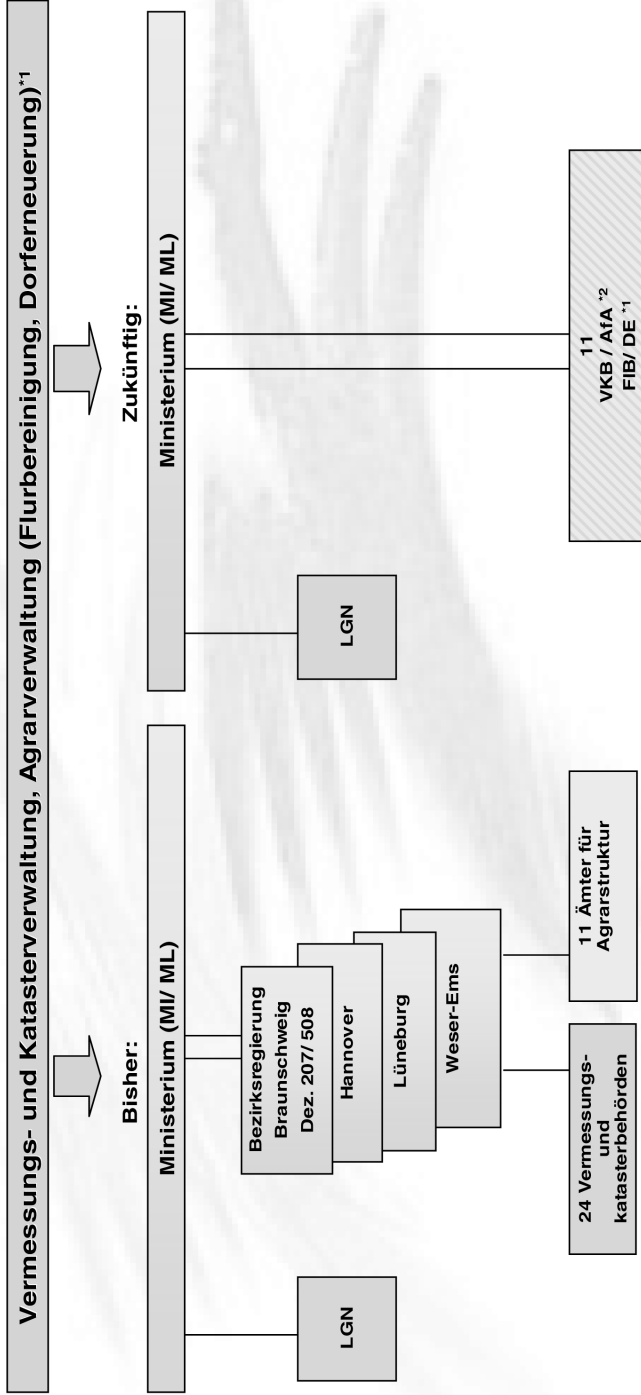 Vermessungs- und Katasterverwaltung, Agrarverwaltung (Flurbereinigung, Dorferneuerung)*1
Bisher:
Ministerium (MI/ ML)
LGN
Bezirksregierung
Braunschweig
Dez. 207/ 508
Hannover
Lüneburg
Weser-Ems
24 Vermessungs-
und
katasterbehörden
11 Ämter für
Agrarstruktur
Zukünftig:
Ministerium (MI/ ML)
LGN
11
VKB / AfA *2
FIB/ DE *1